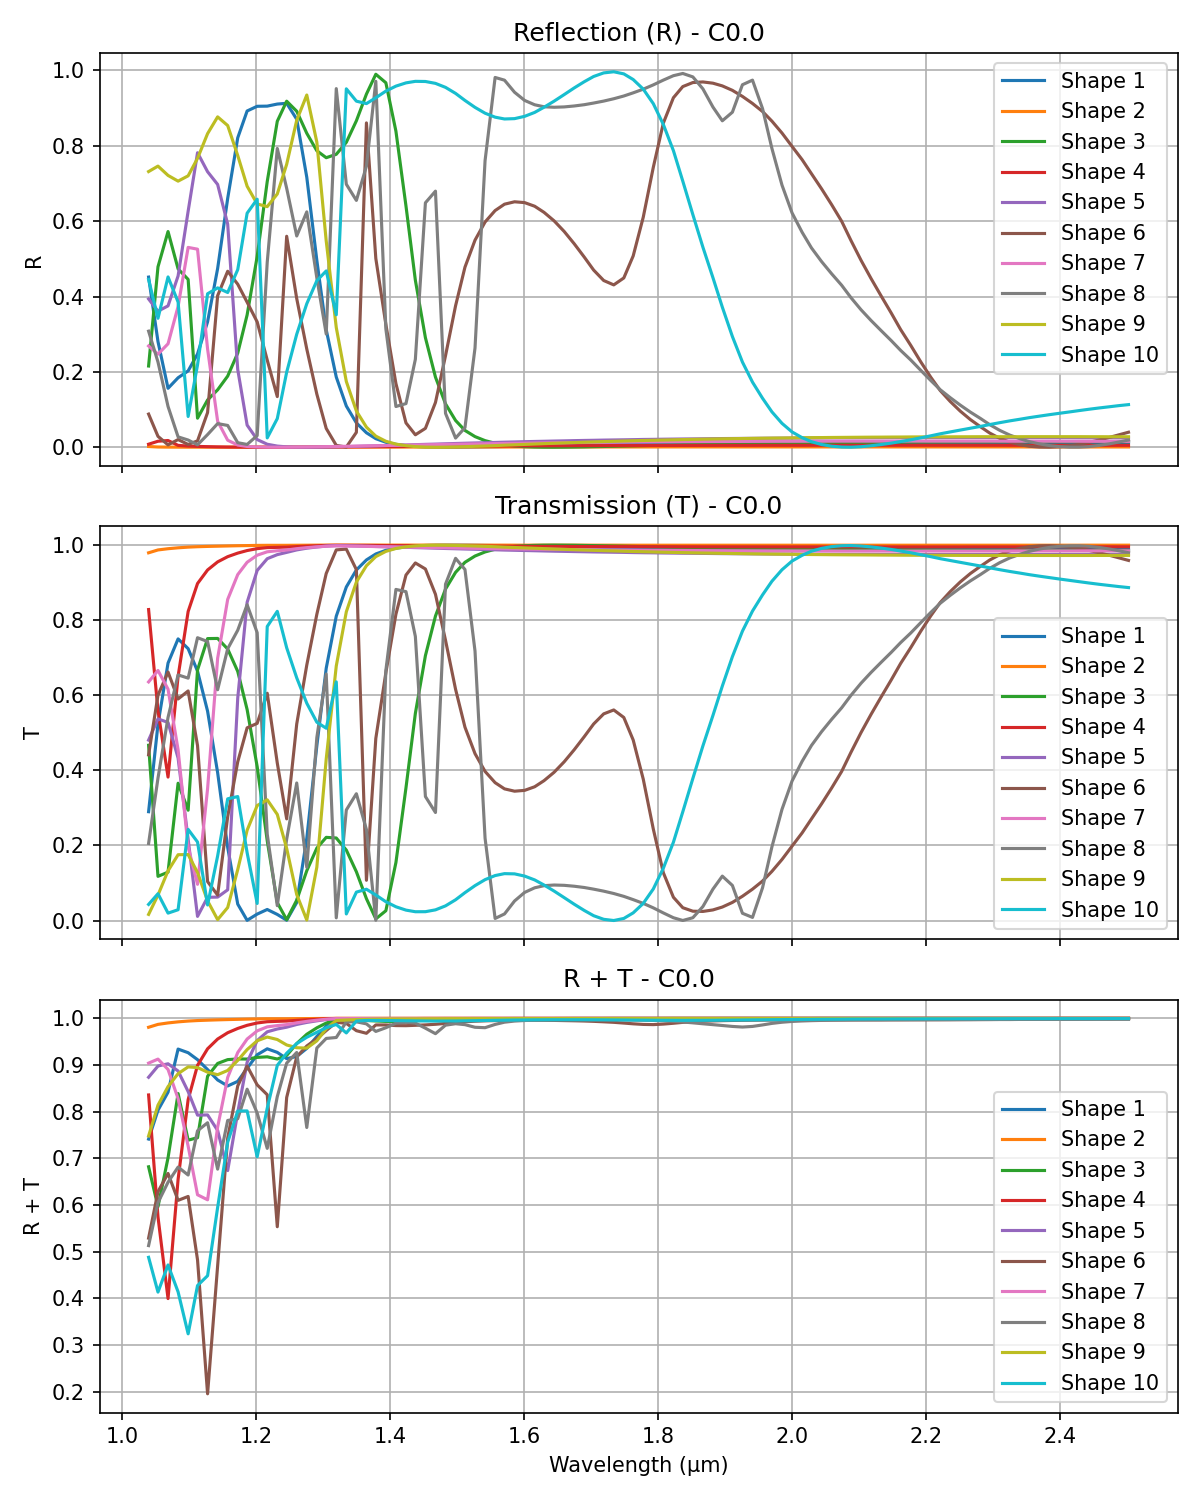 Reflection (R) - C0.0
1.0
0.8
0.6
0.4
0.2
0.0
R
Shape 1
Shape 2
Shape 3
Shape 4
Shape 5
Shape 6
Shape 7
Shape 8
Shape 9
Shape 10
Transmission (T) - C0.0
1.0
0.8
0.6
0.4
0.2
0.0
T
Shape 1
Shape 2
Shape 3
Shape 4
Shape 5
Shape 6
Shape 7
Shape 8
Shape 9
Shape 10
R + T - C0.0
1.0
0.9
0.8
0.7
0.6
0.5
0.4
0.3
0.2
R + T
Shape 1
Shape 2
Shape 3
Shape 4
Shape 5
Shape 6
Shape 7
Shape 8
Shape 9
Shape 10
1.0 1.2 1.4 1.6 1.8 2.0 2.2 2.4
Wavelength (μm)